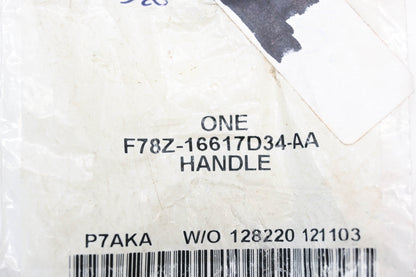 ONE
F78Z-16617D34-AA
HANDLE
P7AKA W/O 128220 121103